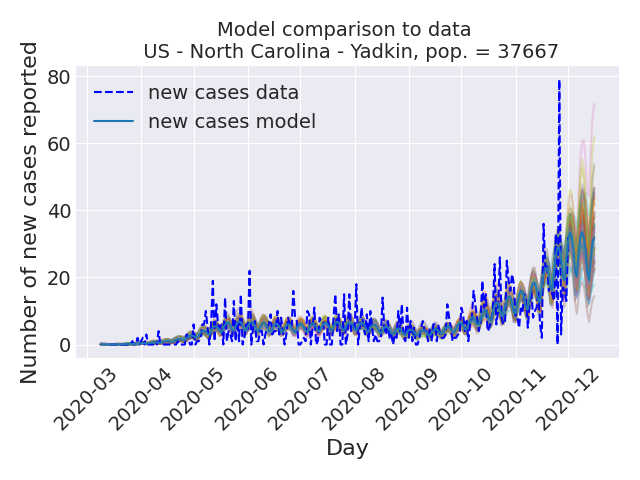 Model comparison to data
US - North Carolina - Yadkin, pop. = 37667
Number of new cases reported
80
60
40
20
0
new cases data
new cases model
2020-03
2020-04
2020-05
2020-06
2020-07
2020-08
2020-09
2020-10
2020-11
2020-12
Day